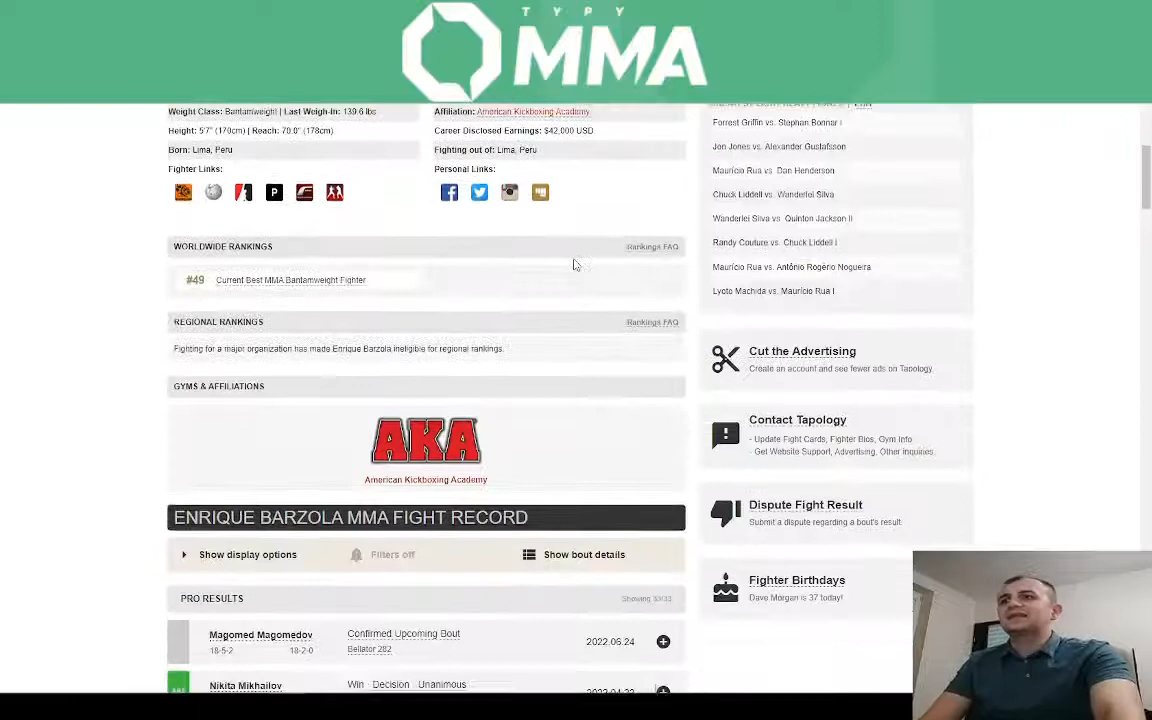 TYPY
MMA
Weight Class: Bantamweight | Last Weigh-In: 139.6 lbs
Affiliation: American Kickboxing Academy
Height: 5'7" (170cm) | Reach: 70.0" (178cm)
Career Disclosed Earnings: $42,000 USD
Born: Lima, Peru
Fighting out of: Lima, Peru
Fighter Links:
Personal Links:
P
WORLDWIDE RANKINGS
Rankings FAQ
#49 Current Best MMA Bantamweight Fighter
REGIONAL RANKINGS
Rankings FAQ
Fighting for a major organization has made Enrique Barzola ineligible for regional rankings.
GYMS & AFFILIATIONS
AKA
American Kickboxing Academy
ENRIQUE BARZOLA MMA FIGHT RECORD
Show display options
Filters off
Show bout details
PRO RESULTS
Showing 33/33
Magomed Magomedov
Confirmed Upcoming Bout
2022.06.24
18-5-2
18-2-0
Bellator 282
Nikita Mikhailov
Win · Decision · Unanimous
Forrest Griffin vs. Stephan Bonnar I
Jon Jones vs. Alexander Gustafsson
Maurício Rua vs. Dan Henderson
Chuck Liddell vs. Wanderlei Silva
Wanderlei Silva vs. Quinton Jackson II
Randy Couture vs. Chuck Liddell I
Maurício Rua vs. Antônio Rogério Nogueira
Lyoto Machida vs. Maurício Rua I
Cut the Advertising
Create an account and see fewer ads on Tapology.
Contact Tapology
- Update Fight Cards, Fighter Bios, Gym Info
- Get Website Support, Advertising, Other Inquiries.
Dispute Fight Result
Submit a dispute regarding a bout's result
Fighter Birthdays
Dave Morgan is 37 today!